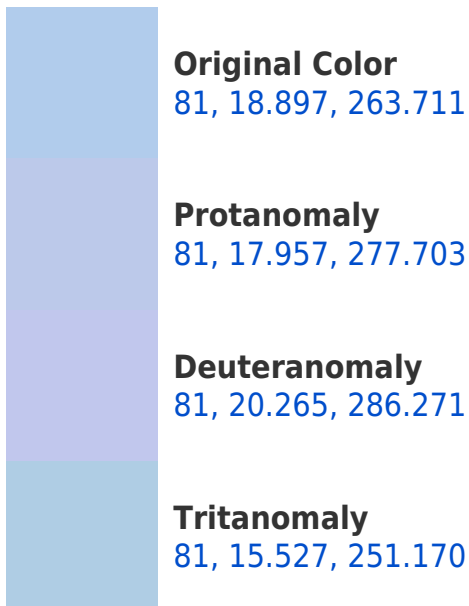 Original Color
81, 18.897, 263.711
Protanomaly
81, 17.957, 277.703
Deuteranomaly
81, 20.265, 286.271
Tritanomaly
81, 15.527, 251.170